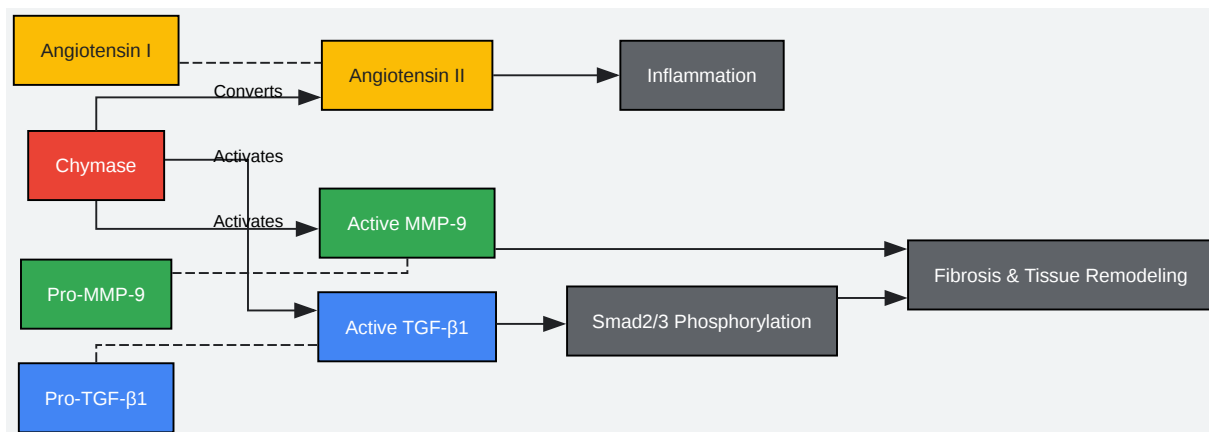 Angiotensin I
Angiotensin II
Inflammation
Converts
Chymase
Activates
Activates
Active MMP-9
Fibrosis & Tissue Remodeling
Pro-MMP-9
Active TGF-β1
Smad2/3 Phosphorylation
Pro-TGF-β1